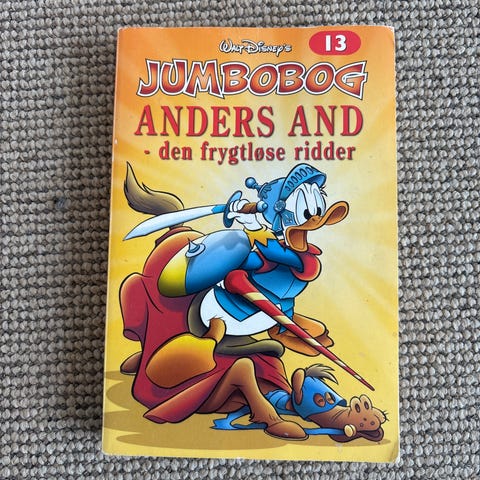 Walt Disney's
13
JUMBOBOG
ANDERS AND
- den frygtløse ridder